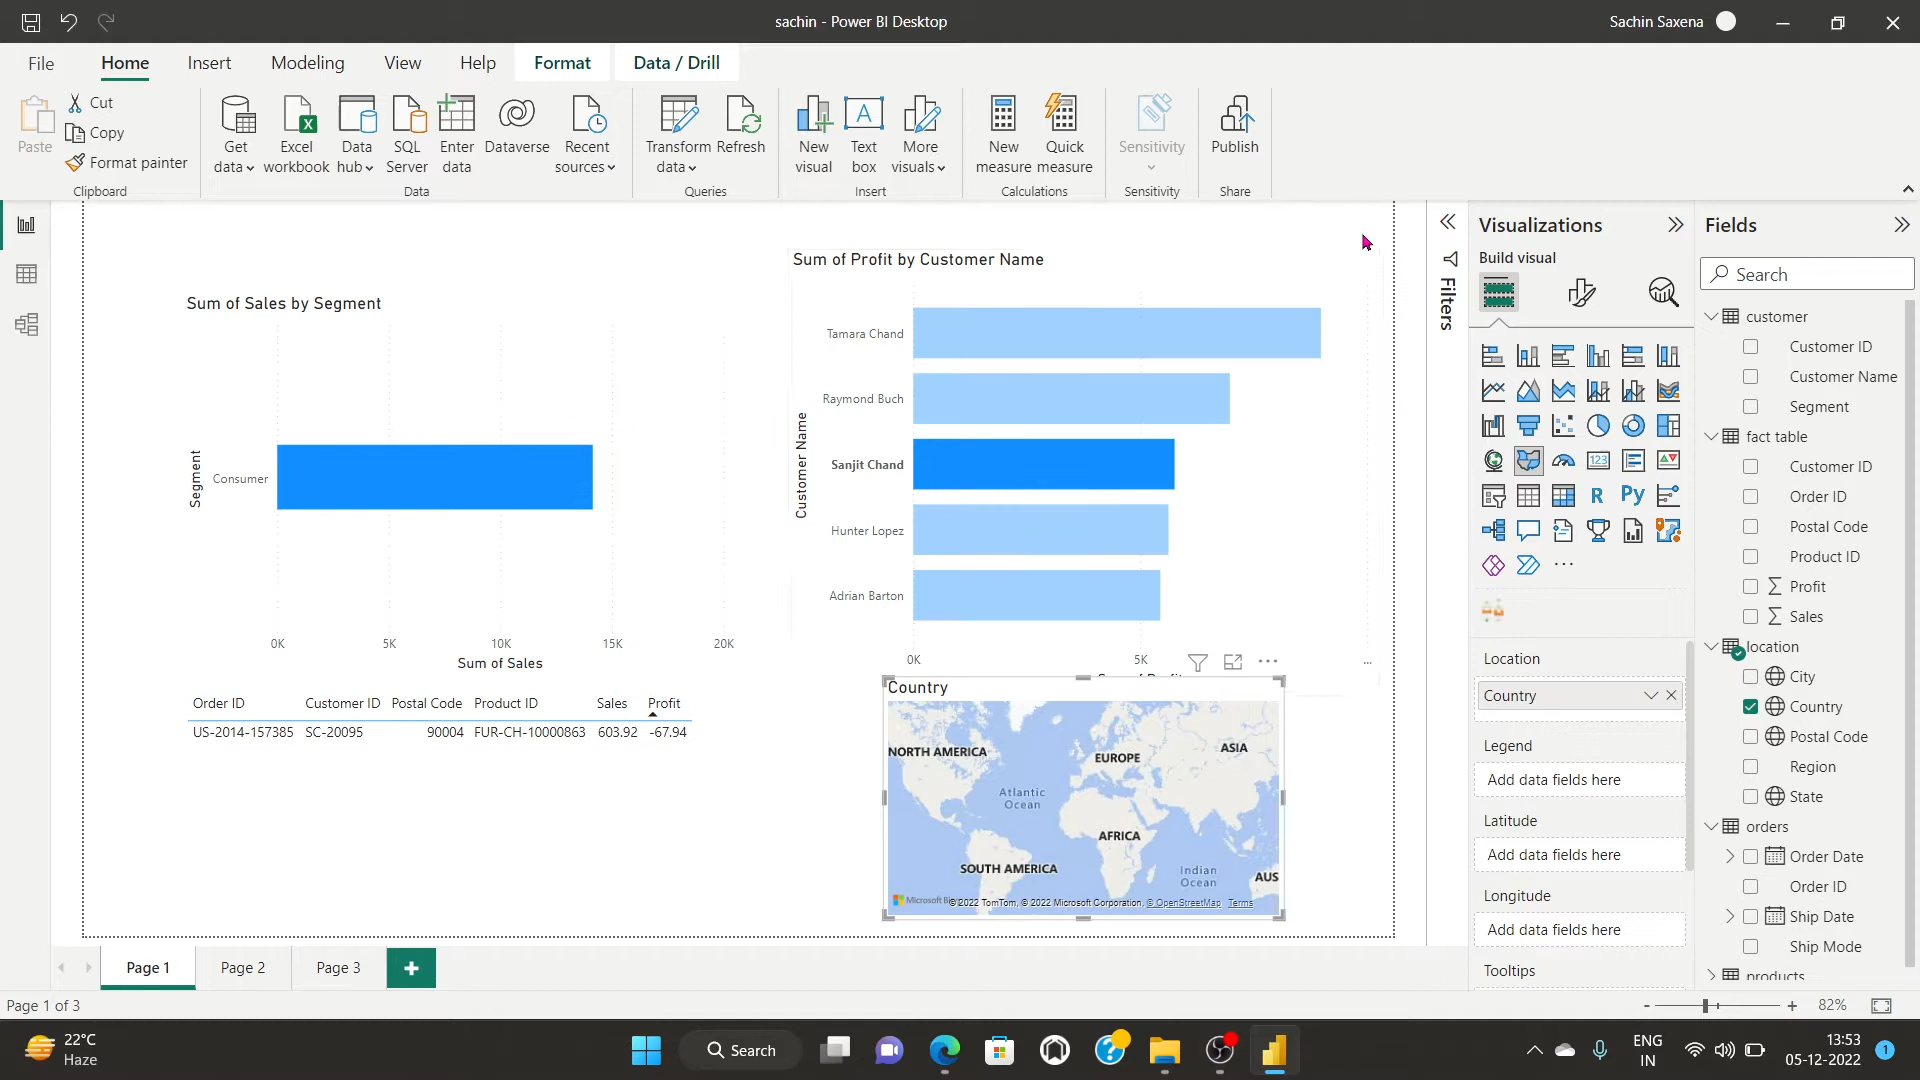 sachin - Power BI Desktop
Sachin Saxena
File
Home
Insert
Modeling
View
Help
Format
Data / Drill
Paste
Cut
Copy
Format painter
Clipboard
Get data
Excel workbook
Data hub
SQL Server
Enter data
Dataverse
Recent sources
Data
Transform data
Refresh
Queries
New visual
Text box
More visuals
Insert
New measure
Quick measure
Calculations
Sensitivity
Sensitivity
Publish
Share
Sum of Sales by Segment
Segment
Consumer
0K 5K 10K 15K 20K
Sum of Sales
Sum of Profit by Customer Name
Customer Name
Tamara Chand
Raymond Buch
Sanjit Chand
Hunter Lopez
Adrian Barton
0K 5K ...
Order ID Customer ID Postal Code Product ID Sales Profit
US-2014-157385 SC-20095 90004 FUR-CH-10000863 603.92 -67.94
Country
NORTH AMERICA
EUROPE
ASIA
Atlantic
Ocean
AFRICA
SOUTH AMERICA
Indian
Ocean
AUS
Microsoft Bi
©2022 TomTom, © 2022 Microsoft Corporation, © OpenStreetMap Terms
Filters
Visualizations
Build visual
R
Py
123
Location
Country
Legend
Add data fields here
Latitude
Add data fields here
Longitude
Add data fields here
Tooltips
Fields
Search
customer
Customer ID
Customer Name
Segment
fact table
Customer ID
Order ID
Postal Code
Product ID
Profit
Sales
location
City
Country
Postal Code
Region
State
orders
Order Date
Order ID
Ship Date
Ship Mode
products
Page 1
Page 2
Page 3
Page 1 of 3
82%
22°C
Haze
Search
ENG
IN
13:53
05-12-2022
1